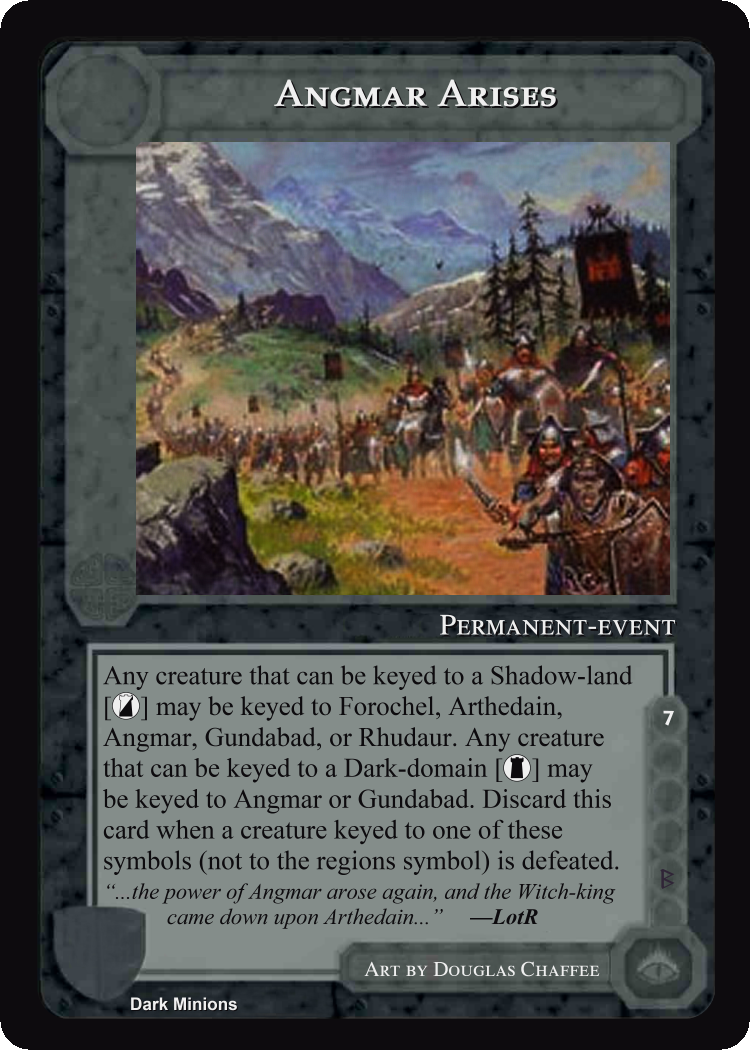 Angmar Arises
Permanent-event
Any creature that can be keyed to a Shadow-land
[ ] may be keyed to Forochel, Arthedain,
Angmar, Gundabad, or Rhudaur. Any creature
that can be keyed to a Dark-domain [ ] may
be keyed to Angmar or Gundabad. Discard this
card when a creature keyed to one of these
symbols (not to the regions symbol) is defeated.
“...the power of Angmar arose again, and the Witch-king
came down upon Arthedain...” —LotR
7
B
Art by Douglas Chaffee
Dark Minions